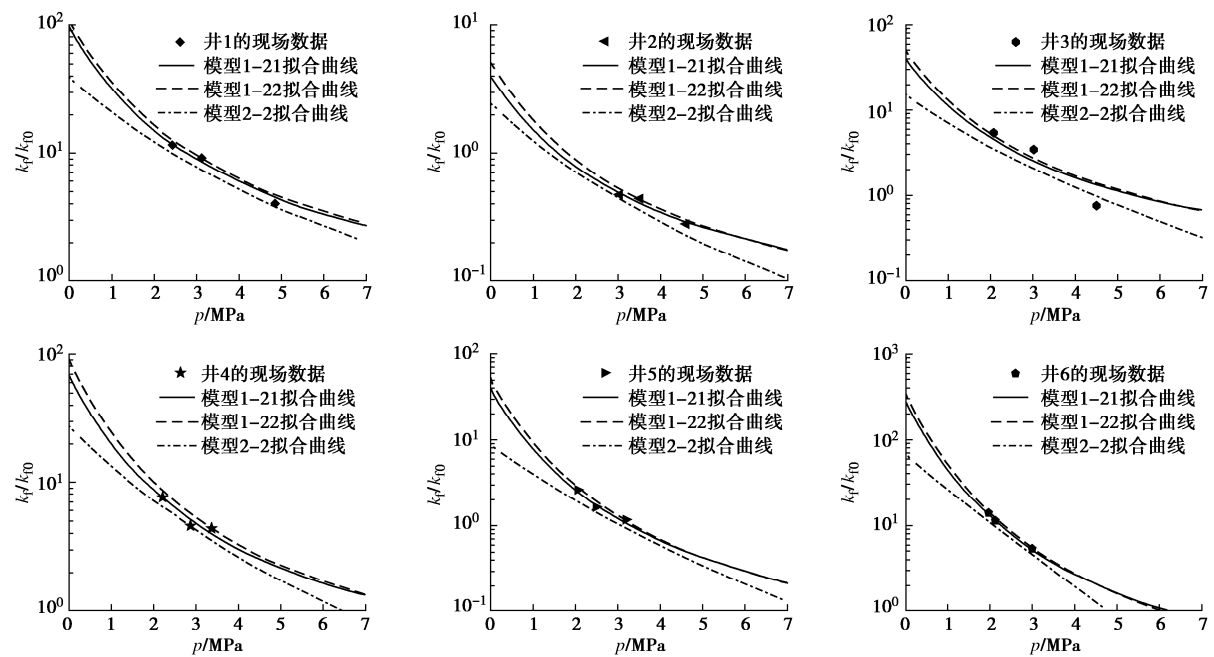 10²
10¹
10⁰
kf/kf0
井1的现场数据
模型1-21拟合曲线
模型1-22拟合曲线
模型2-2拟合曲线
0 1 2 3 4 5 6 7
p/MPa
10¹
10⁰
10⁻¹
kf/kf0
井2的现场数据
模型1-21拟合曲线
模型1-22拟合曲线
模型2-2拟合曲线
0 1 2 3 4 5 6 7
p/MPa
10²
10¹
10⁰
10⁻¹
kf/kf0
井3的现场数据
模型1-21拟合曲线
模型1-22拟合曲线
模型2-2拟合曲线
0 1 2 3 4 5 6 7
p/MPa
10²
10¹
10⁰
kf/kf0
井4的现场数据
模型1-21拟合曲线
模型1-22拟合曲线
模型2-2拟合曲线
0 1 2 3 4 5 6 7
p/MPa
10²
10¹
10⁰
10⁻¹
kf/kf0
井5的现场数据
模型1-21拟合曲线
模型1-22拟合曲线
模型2-2拟合曲线
0 1 2 3 4 5 6 7
p/MPa
10³
10²
10¹
10⁰
kf/kf0
井6的现场数据
模型1-21拟合曲线
模型1-22拟合曲线
模型2-2拟合曲线
0 1 2 3 4 5 6 7
p/MPa